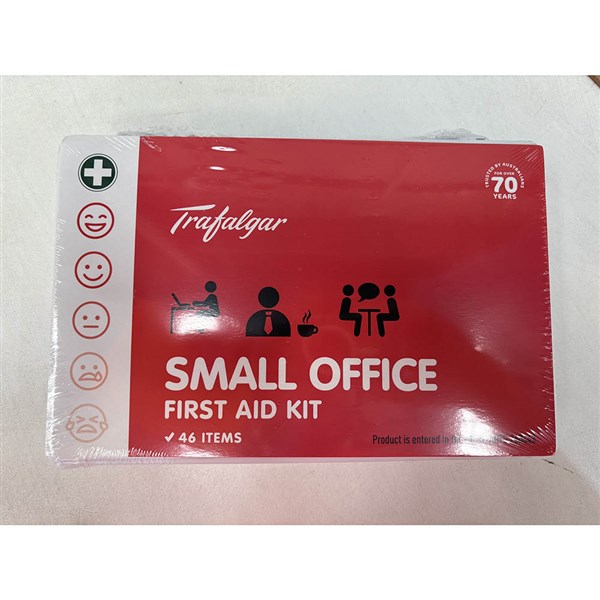 TRUSTED BY AUSTRALIANS
FOR OVER
70
YEARS
Trafalgar
SMALL OFFICE
FIRST AID KIT
✓ 46 ITEMS
Product is entered in